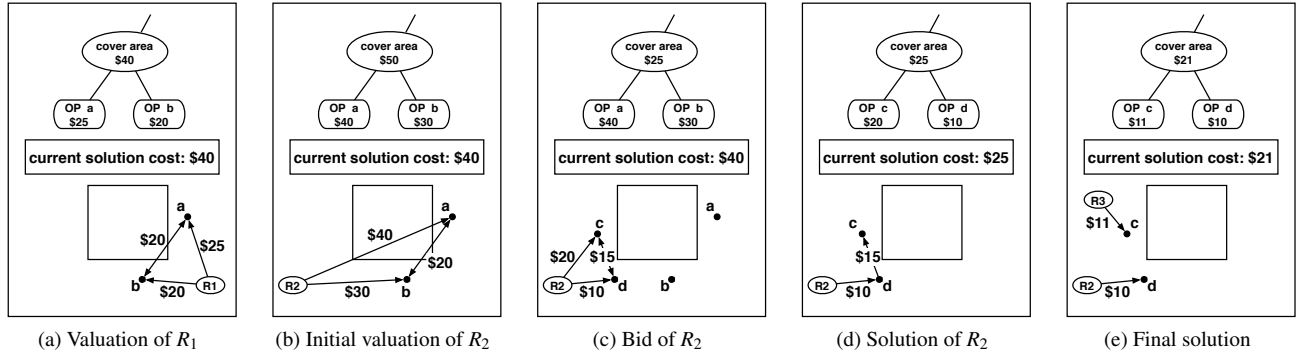 cover area
$40
OP a
$25
OP b
$20
current solution cost: $40
a
$20
$25
b
$20
R1
(a) Valuation of R1
cover area
$50
OP a
$40
OP b
$30
current solution cost: $40
a
$40
$20
R2
$30
b
(b) Initial valuation of R2
cover area
$25
OP a
$40
OP b
$30
current solution cost: $40
a
c
$20
$15
R2
$10
d
b
(c) Bid of R2
cover area
$25
OP c
$20
OP d
$10
current solution cost: $25
c
$15
R2
$10
d
(d) Solution of R2
cover area
$21
OP c
$11
OP d
$10
current solution cost: $21
R3
$11
c
R2
$10
d
(e) Final solution